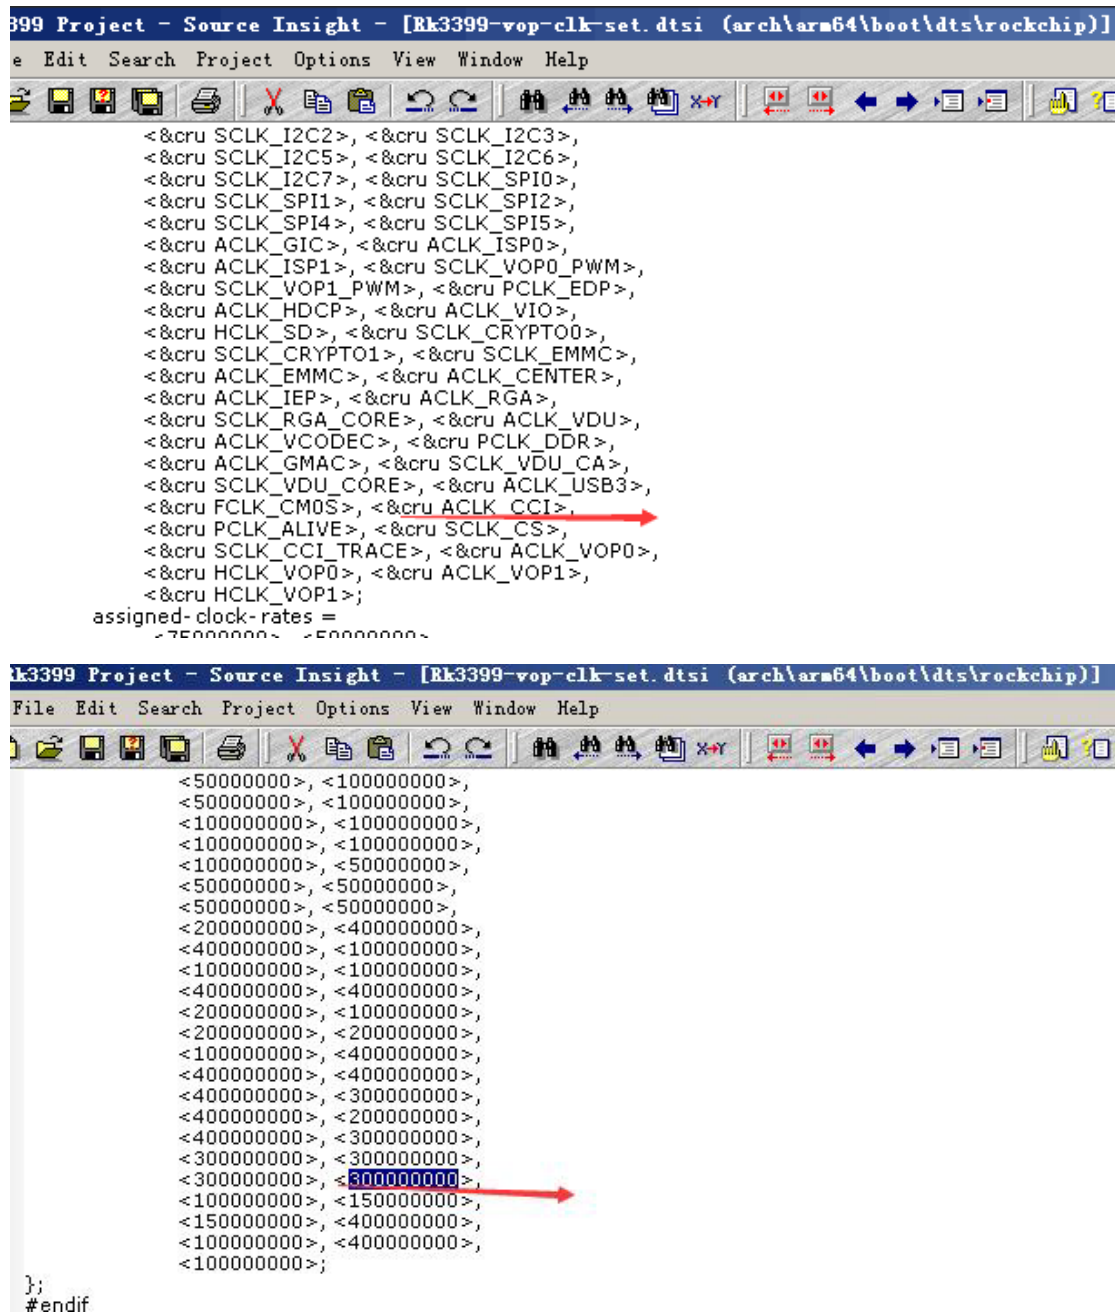 399 Project - Source Insight - [Rk3399-vop-clk-set.dtsi (arch\arm64\boot\dts\rockchip)]
e Edit Search Project Options View Window Help
<&cru SCLK_I2C2>, <&cru SCLK_I2C3>,
<&cru SCLK_I2C5>, <&cru SCLK_I2C6>,
<&cru SCLK_I2C7>, <&cru SCLK_SPI0>,
<&cru SCLK_SPI1>, <&cru SCLK_SPI2>,
<&cru SCLK_SPI4>, <&cru SCLK_SPI5>,
<&cru ACLK_GIC>, <&cru ACLK_ISP0>,
<&cru ACLK_ISP1>, <&cru SCLK_VOP0_PWM>,
<&cru SCLK_VOP1_PWM>, <&cru PCLK_EDP>,
<&cru ACLK_HDCP>, <&cru ACLK_VIO>,
<&cru HCLK_SD>, <&cru SCLK_CRYPTO0>,
<&cru SCLK_CRYPTO1>, <&cru SCLK_EMMC>,
<&cru ACLK_EMMC>, <&cru ACLK_CENTER>,
<&cru ACLK_IEP>, <&cru ACLK_RGA>,
<&cru SCLK_RGA_CORE>, <&cru ACLK_VDU>,
<&cru ACLK_VCODEC>, <&cru PCLK_DDR>,
<&cru ACLK_GMAC>, <&cru SCLK_VDU_CA>,
<&cru SCLK_VDU_CORE>, <&cru ACLK_USB3>,
<&cru FCLK_CM0S>, <&cru ACLK_CCI>,
<&cru PCLK_ALIVE>, <&cru SCLK_CS>,
<&cru SCLK_CCI_TRACE>, <&cru ACLK_VOP0>,
<&cru HCLK_VOP0>, <&cru ACLK_VOP1>,
<&cru HCLK_VOP1>;
assigned-clock-rates =
<75000000>, <50000000>
Rk3399 Project - Source Insight - [Rk3399-vop-clk-set.dtsi (arch\arm64\boot\dts\rockchip)]
File Edit Search Project Options View Window Help
<50000000>, <100000000>,
<50000000>, <100000000>,
<100000000>, <100000000>,
<100000000>, <100000000>,
<100000000>, <50000000>,
<50000000>, <50000000>,
<50000000>, <50000000>,
<200000000>, <400000000>,
<400000000>, <100000000>,
<100000000>, <100000000>,
<400000000>, <400000000>,
<200000000>, <100000000>,
<200000000>, <200000000>,
<100000000>, <400000000>,
<400000000>, <400000000>,
<400000000>, <300000000>,
<400000000>, <200000000>,
<400000000>, <300000000>,
<300000000>, <300000000>,
<300000000>, <300000000>,
<100000000>, <150000000>,
<150000000>, <400000000>,
<100000000>, <400000000>,
<100000000>;
};
#endif